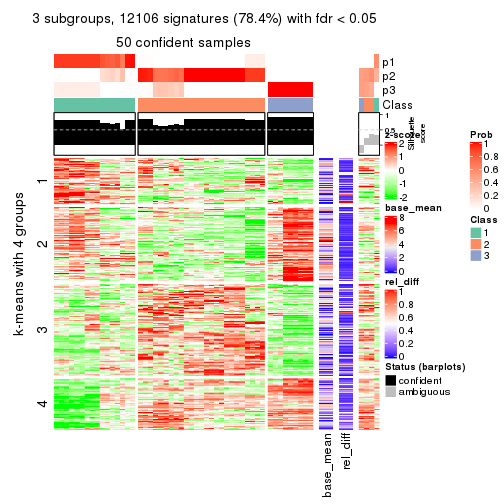 3 subgroups, 12106 signatures (78.4%) with fdr < 0.05
50 confident samples
p1
p2
p3
Class
1
0.5
0
Silhouette
score
k-means with 4 groups
1
2
3
4
base_mean
rel_diff
z-score
2
1
0
-1
-2
base_mean
8
6
4
2
0
rel_diff
1
0.8
0.6
0.4
0.2
0
Status (barplots)
confident
ambiguous
Prob
1
0.8
0.6
0.4
0.2
0
Class
1
2
3